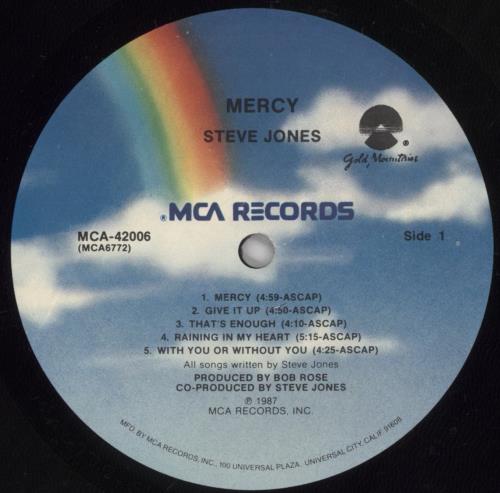 MERCY
STEVE JONES
® Gold Mountain
® MCA RECORDS
MCA-42006
(MCA6772)
Side 1
1. MERCY (4:59-ASCAP)
2. GIVE IT UP (4:50-ASCAP)
3. THAT'S ENOUGH (4:10-ASCAP)
4. RAINING IN MY HEART (5:15-ASCAP)
5. WITH YOU OR WITHOUT YOU (4:25-ASCAP)
All songs written by Steve Jones
PRODUCED BY BOB ROSE
CO-PRODUCED BY STEVE JONES
℗ 1987
MCA RECORDS, INC.
MFD. BY MCA RECORDS, INC., 100 UNIVERSAL PLAZA, UNIVERSAL CITY, CALIF. 91608